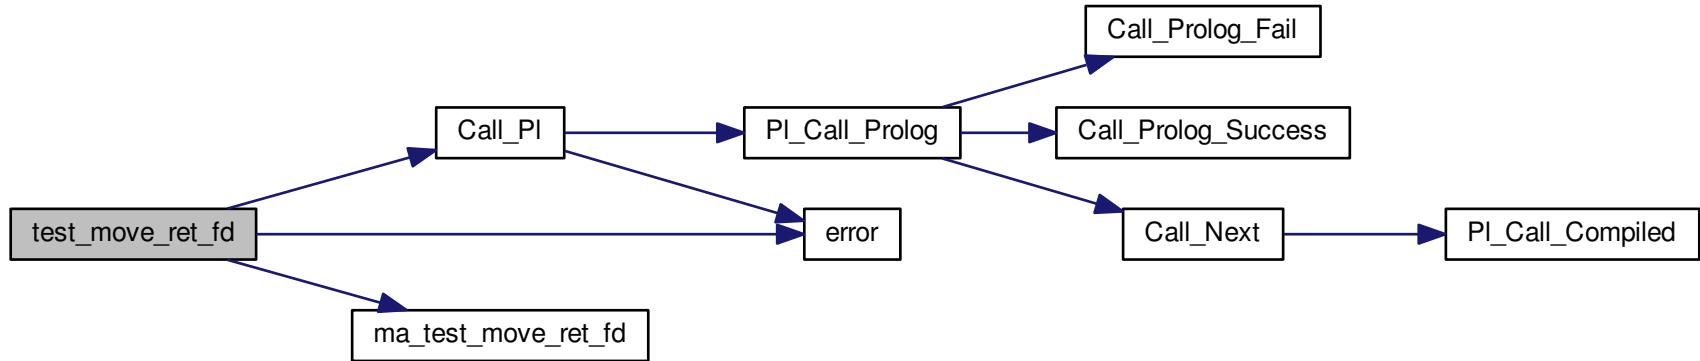 Call_Prolog_Fail
Call_Pl
Pl_Call_Prolog
Call_Prolog_Success
test_move_ret_fd
error
Call_Next
Pl_Call_Compiled
ma_test_move_ret_fd